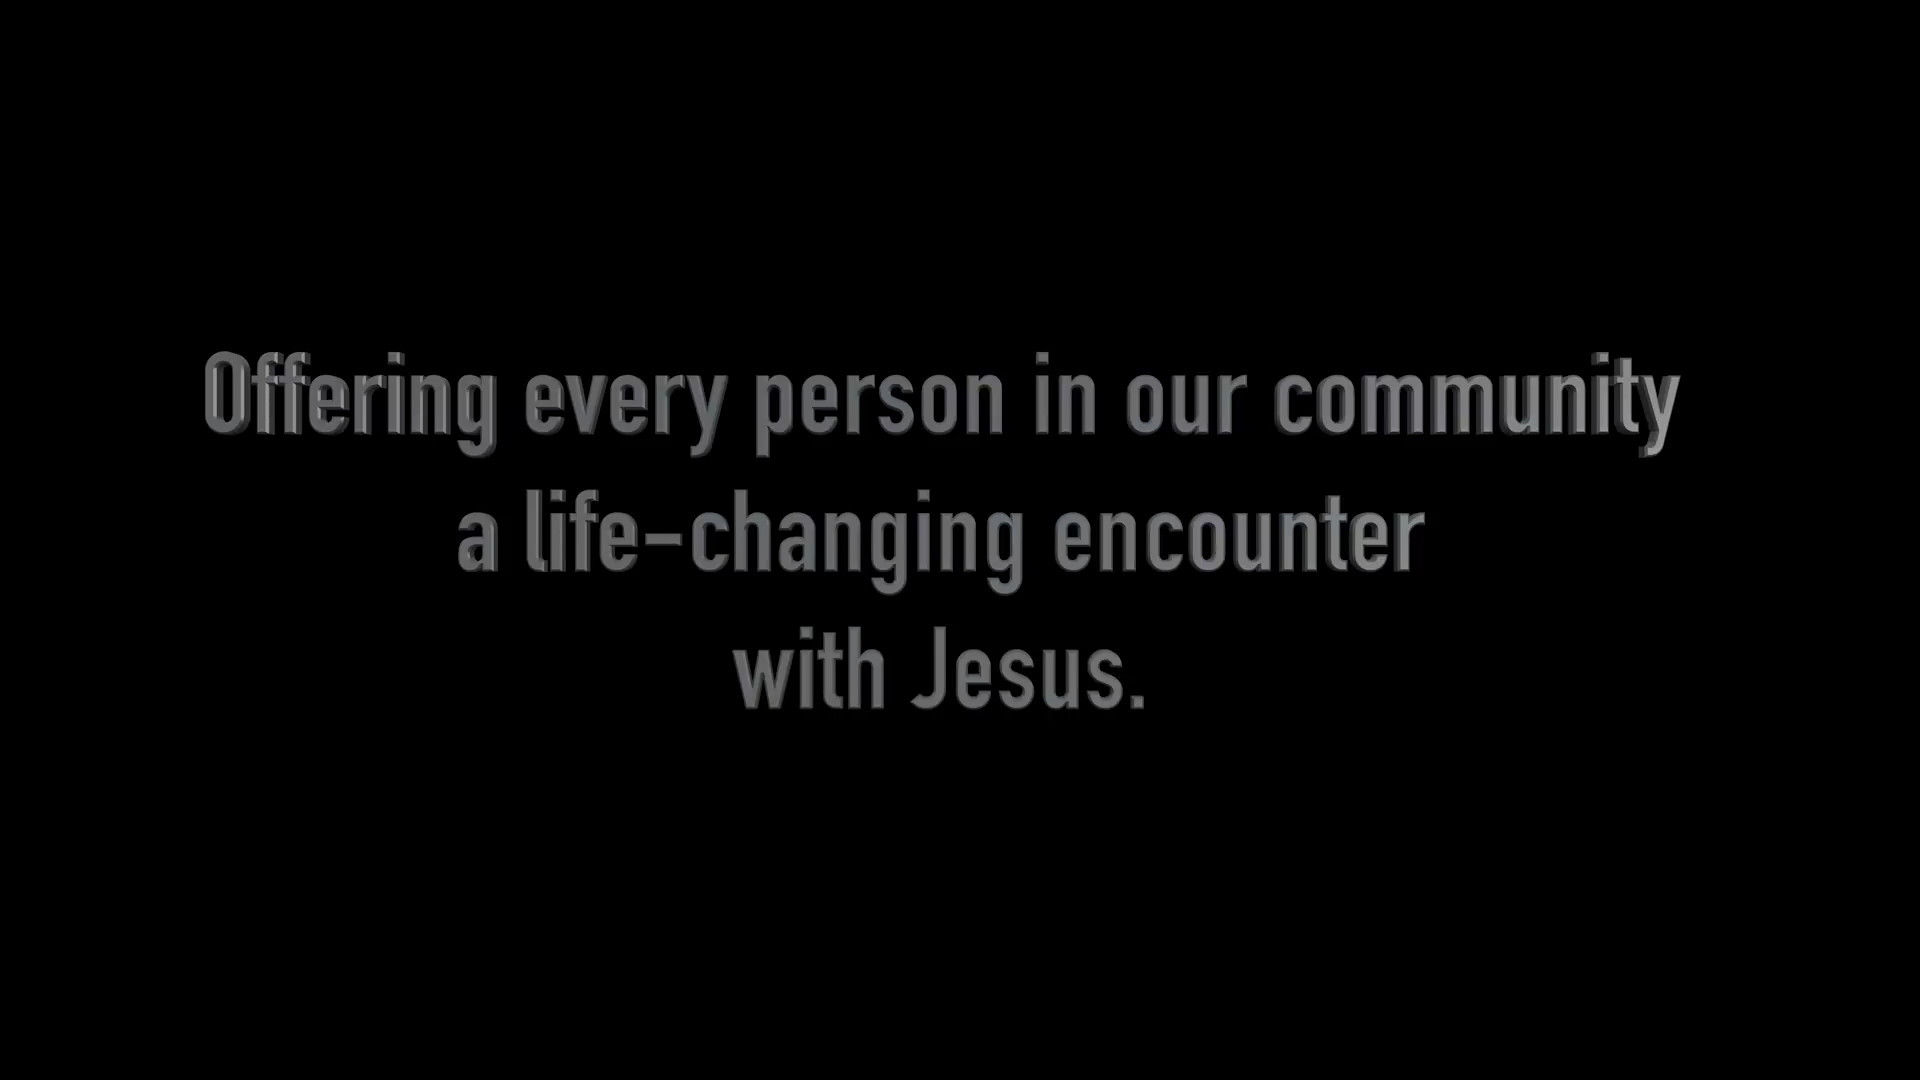 Offering every person in our community
a life-changing encounter
with Jesus.